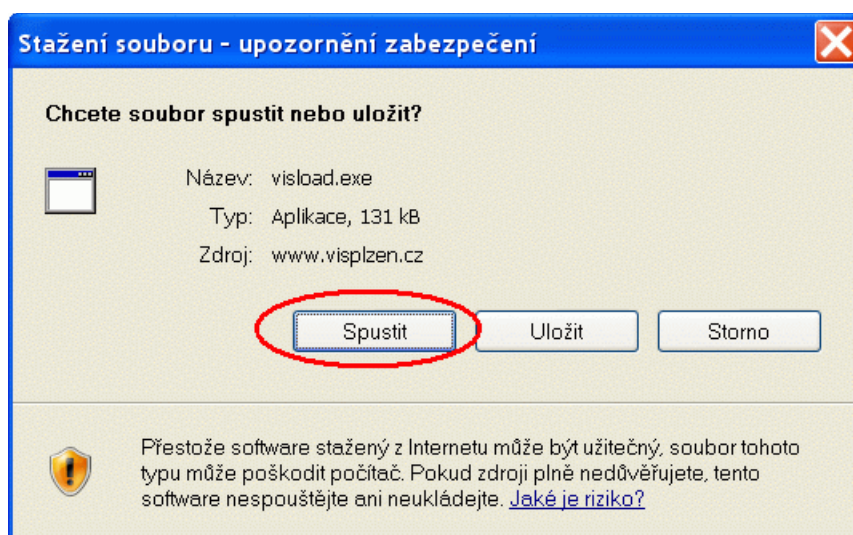 Stažení souboru - upozornění zabezpečení
Chcete soubor spustit nebo uložit?
Název: visload.exe
Typ: Aplikace, 131 kB
Zdroj: www.visplzen.cz
Spustit Uložit Storno
Přestože software stažený z Internetu může být užitečný, soubor tohoto
typu může poškodit počítač. Pokud zdroji plně nedůvěřujete, tento
software nespouštějte ani neukládejte. Jaké je riziko?